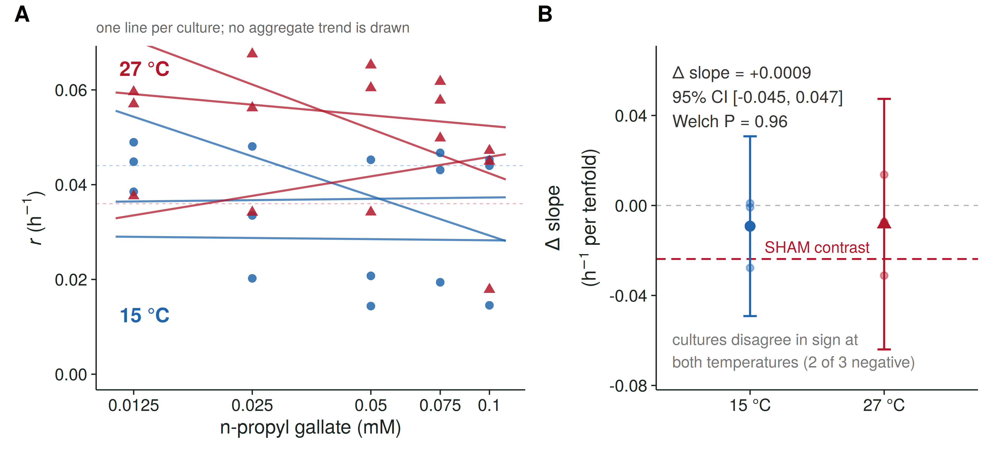 A
one line per culture; no aggregate trend is drawn
27 °C
15 °C
0.06
0.04
0.02
0.00
r (h⁻¹)
0.0125 0.025 0.05 0.075 0.1
n-propyl gallate (mM)
B
Δ slope = +0.0009
95% CI [-0.045, 0.047]
Welch P = 0.96
SHAM contrast
cultures disagree in sign at
both temperatures (2 of 3 negative)
0.04
0.00
-0.04
-0.08
Δ slope
(h⁻¹ per tenfold)
15 °C 27 °C